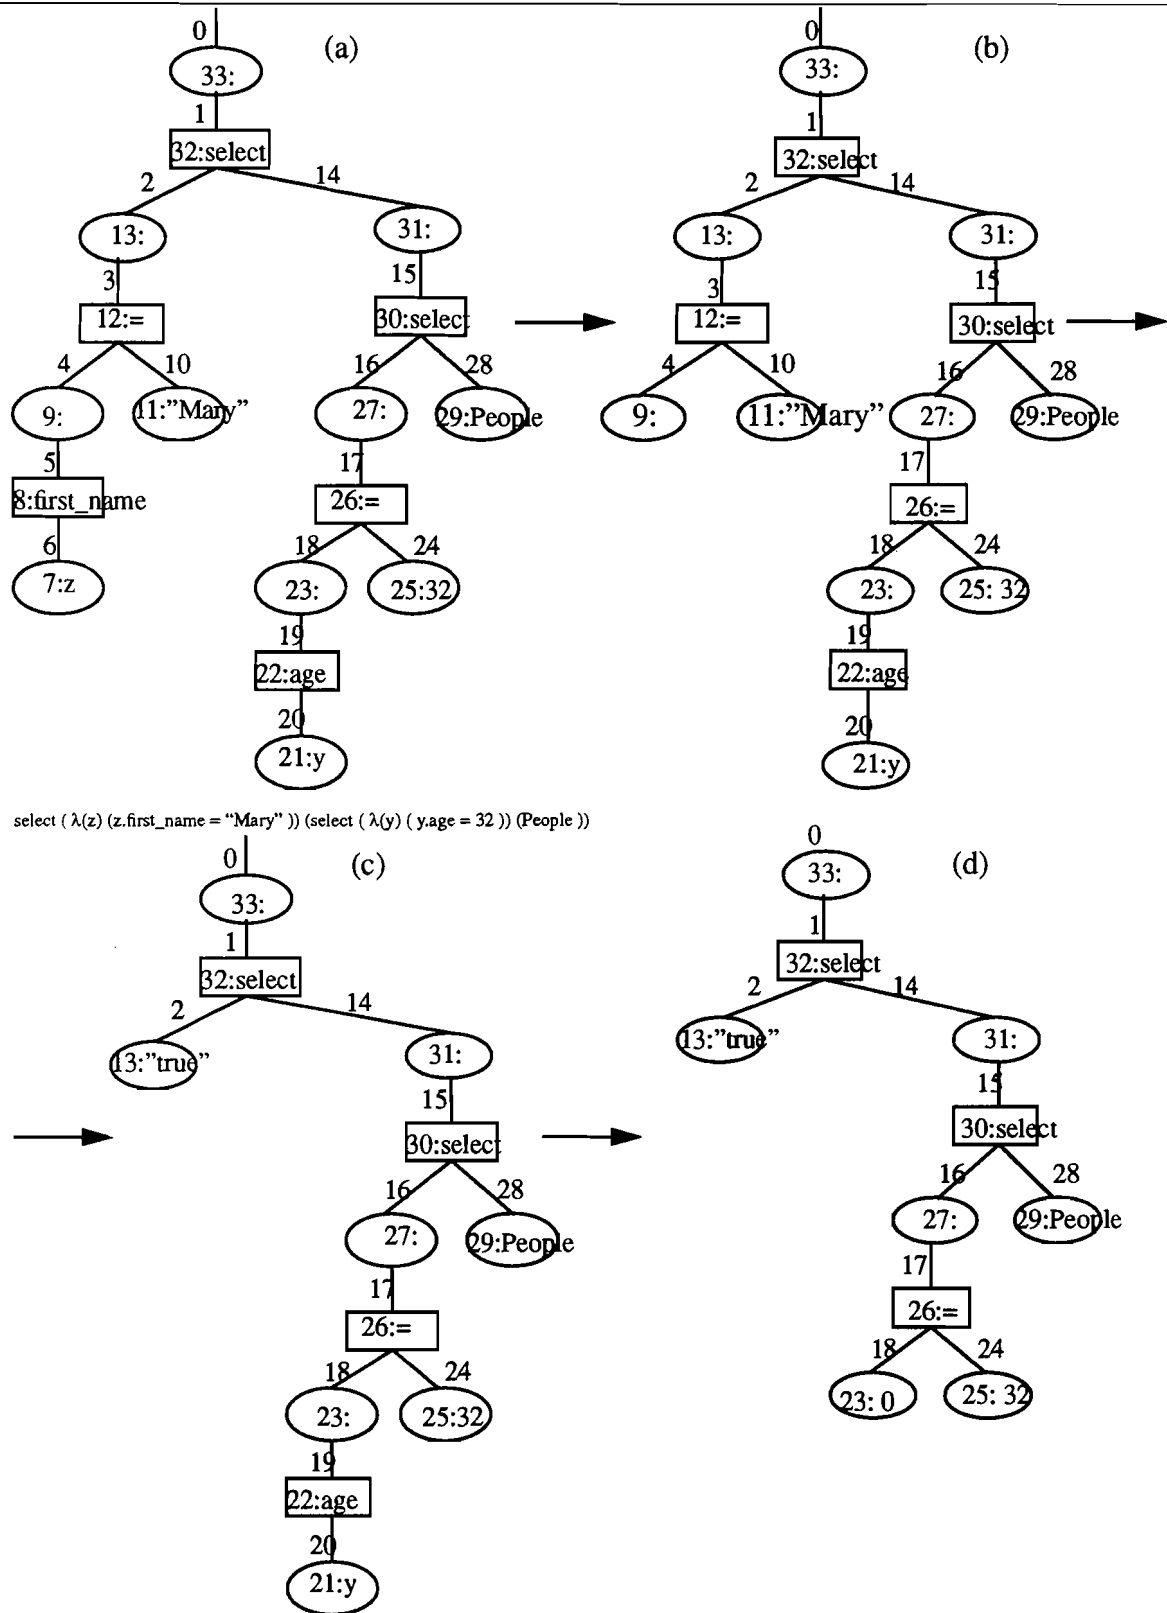 0
(a)
33:
1
32:select
2
14
13:
31:
3
15
12:=
30:select
4
10
16
28
9:
11:"Mary"
27:
29:People
5
17
8:first_name
26:=
6
18
24
7:z
23:
25:32
19
22:age
20
21:y
0
(b)
33:
1
32:select
2
14
13:
31:
3
15
12:=
30:select
4
10
16
28
9:
11:"Mary"
27:
29:People
17
26:=
18
24
23:
25: 32
19
22:age
20
21:y
select ( λ(z) (z.first_name = “Mary” )) (select ( λ(y) ( y.age = 32 )) (People ))
0
(c)
33:
1
32:select
2
14
13:"true"
31:
15
30:select
16
28
27:
29:People
17
26:=
18
24
23:
25:32
19
22:age
20
21:y
0
(d)
33:
1
32:select
2
14
13:"true"
31:
15
30:select
16
28
27:
29:People
17
26:=
18
24
23: 0
25: 32